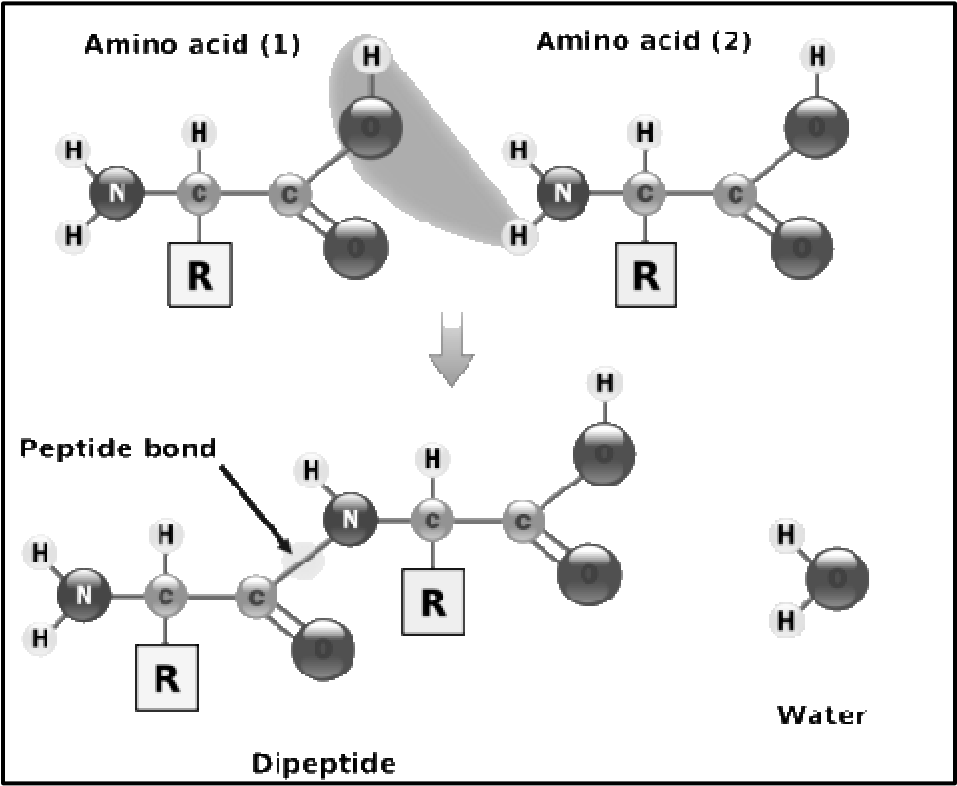 Amino acid (1)
Amino acid (2)
H
H
H
H
O
H
H
O
N
C
C
N
C
C
H
H
O
O
R
R
H
Peptide bond
H
H
O
N
C
C
H
H
H
O
O
N
C
C
R
H
H
O
R
Water
Dipeptide